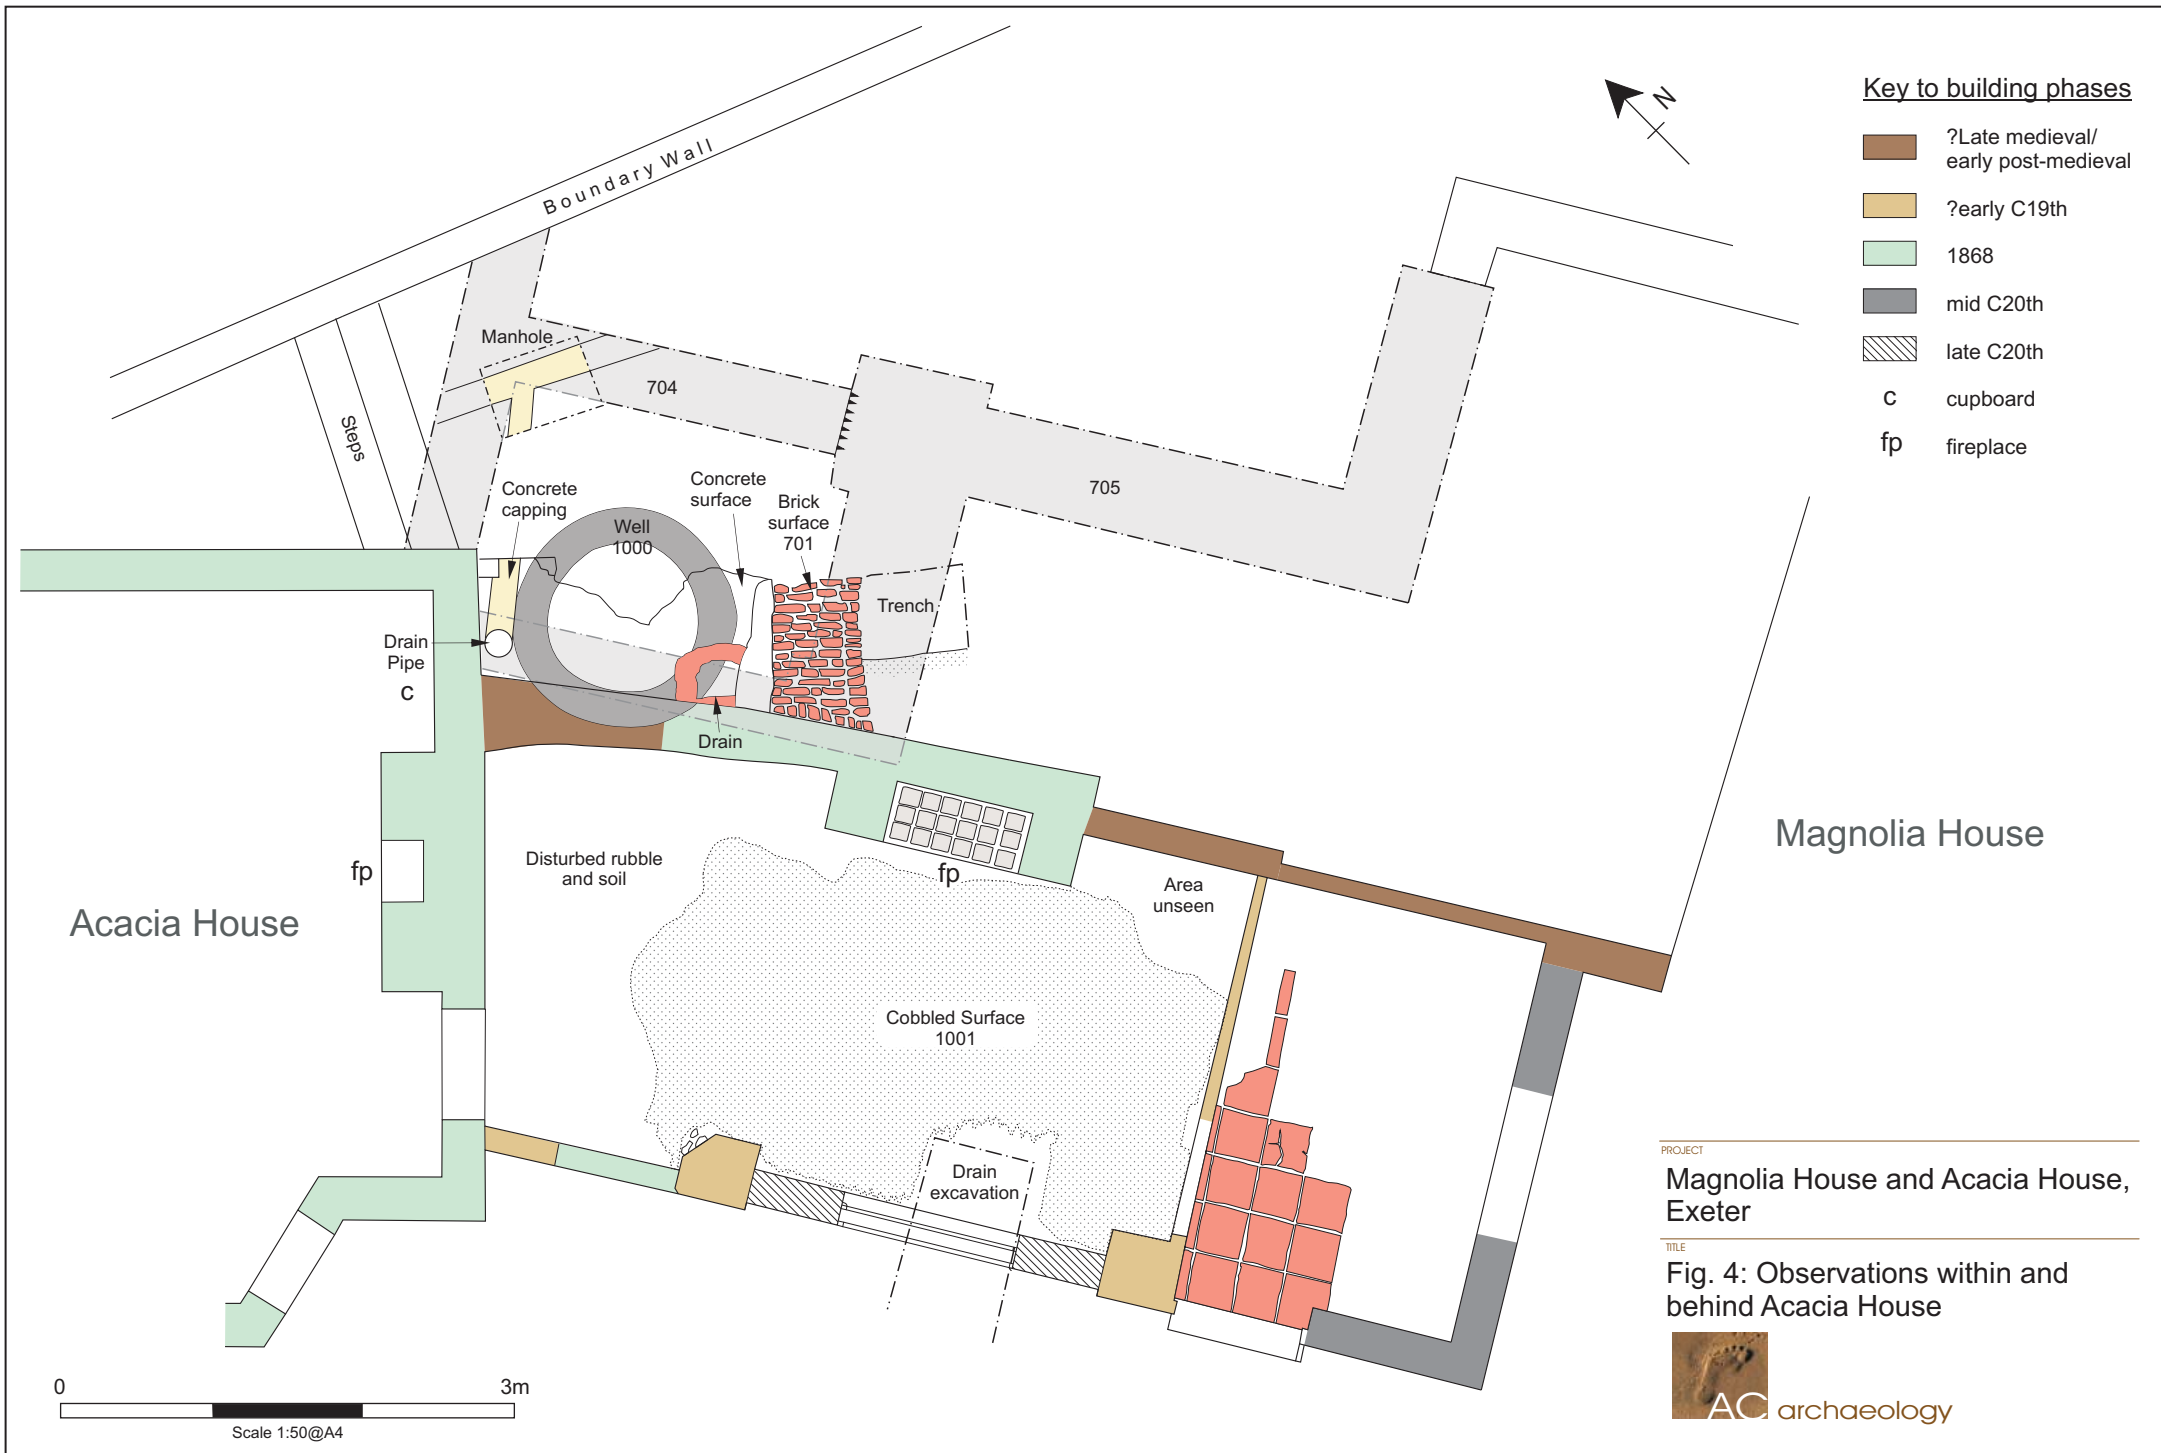 Boundary Wall
N
Key to building phases
?Late medieval/
early post-medieval
?early C19th
1868
mid C20th
late C20th
c
cupboard
fp
fireplace
Manhole
704
Steps
705
Concrete
capping
Well
1000
Concrete
surface
Brick
surface
701
Trench
Drain
Pipe
c
Drain
Magnolia House
fp
Disturbed rubble
and soil
fp
Area
unseen
Acacia House
Cobbled Surface
1001
Drain
excavation
PROJECT
Magnolia House and Acacia House,
Exeter
TITLE
Fig. 4: Observations within and
behind Acacia House
AC archaeology
0
3m
Scale 1:50@A4